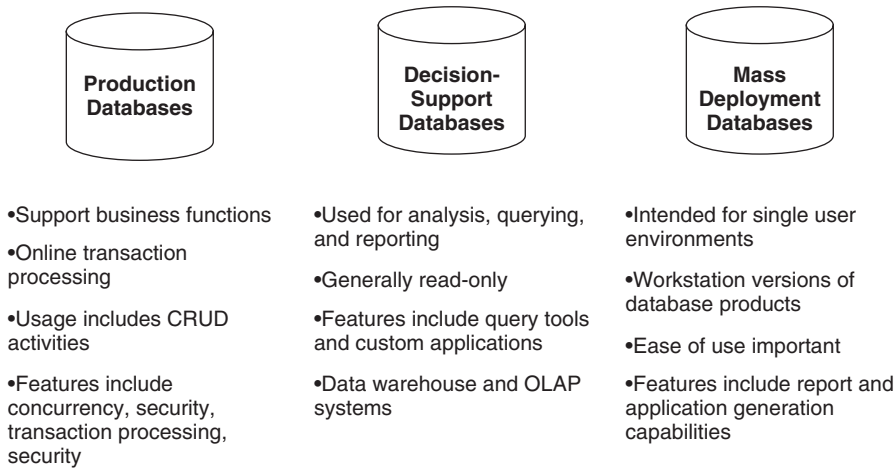 Production
Databases
Decision-
Support
Databases
Mass
Deployment
Databases
•Support business functions
•Online transaction
processing
•Usage includes CRUD
activities
•Features include
concurrency, security,
transaction processing,
security
•Used for analysis, querying,
and reporting
•Generally read-only
•Features include query tools
and custom applications
•Data warehouse and OLAP
systems
•Intended for single user
environments
•Workstation versions of
database products
•Ease of use important
•Features include report and
application generation
capabilities